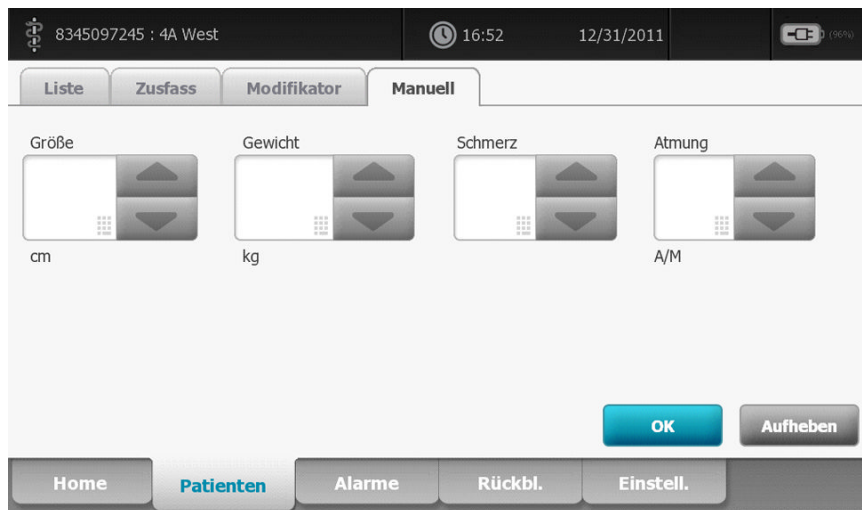 8345097245 : 4A West 16:52 12/31/2011 (96%)
Liste Zusfass Modifikator Manuell
Größe Gewicht Schmerz Atmung
cm kg A/M
OK Aufheben
Home Patienten Alarme Rückbl. Einstell.